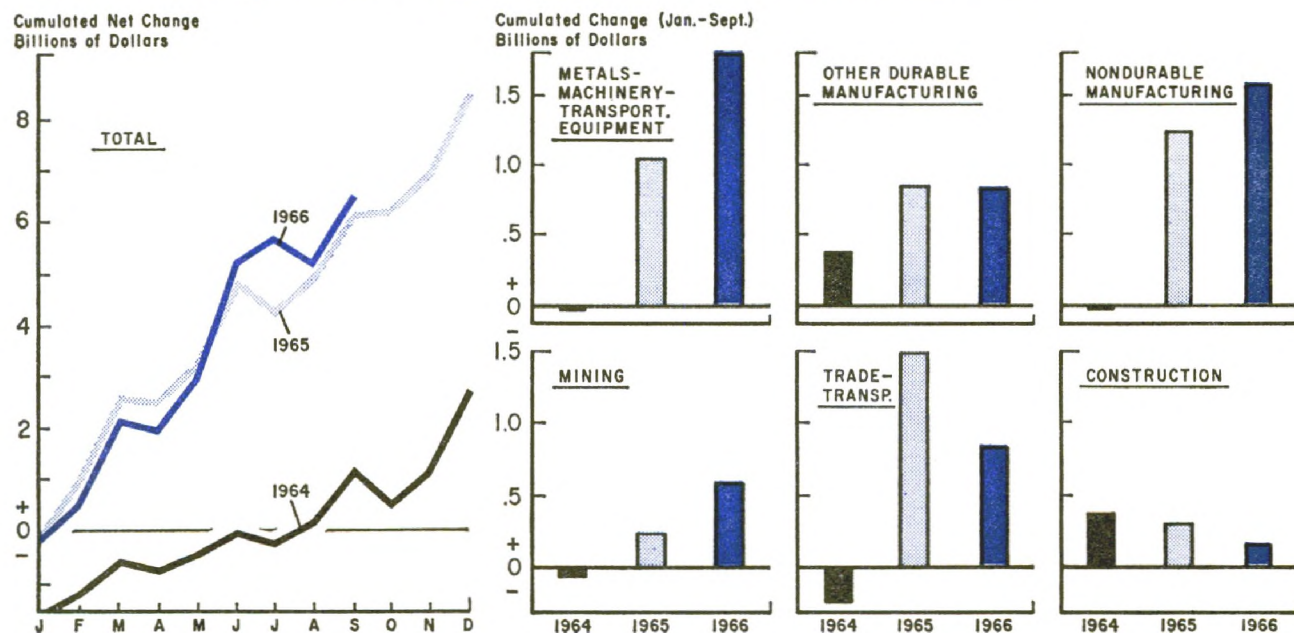 Cumulated Net Change
Billions of Dollars
8
6
4
2
+
0
–
TOTAL
1966
1965
1964
J F M A M J J A S O N D
Cumulated Change (Jan.-Sept.)
Billions of Dollars
1.5
1.0
.5
+
0
–
METALS-
MACHINERY-
TRANSPORT.
EQUIPMENT
OTHER DURABLE
MANUFACTURING
NONDURABLE
MANUFACTURING
1.5
1.0
.5
+
0
–
MINING
TRADE-
TRANSP.
CONSTRUCTION
1964 1965 1966
1964 1965 1966
1964 1965 1966